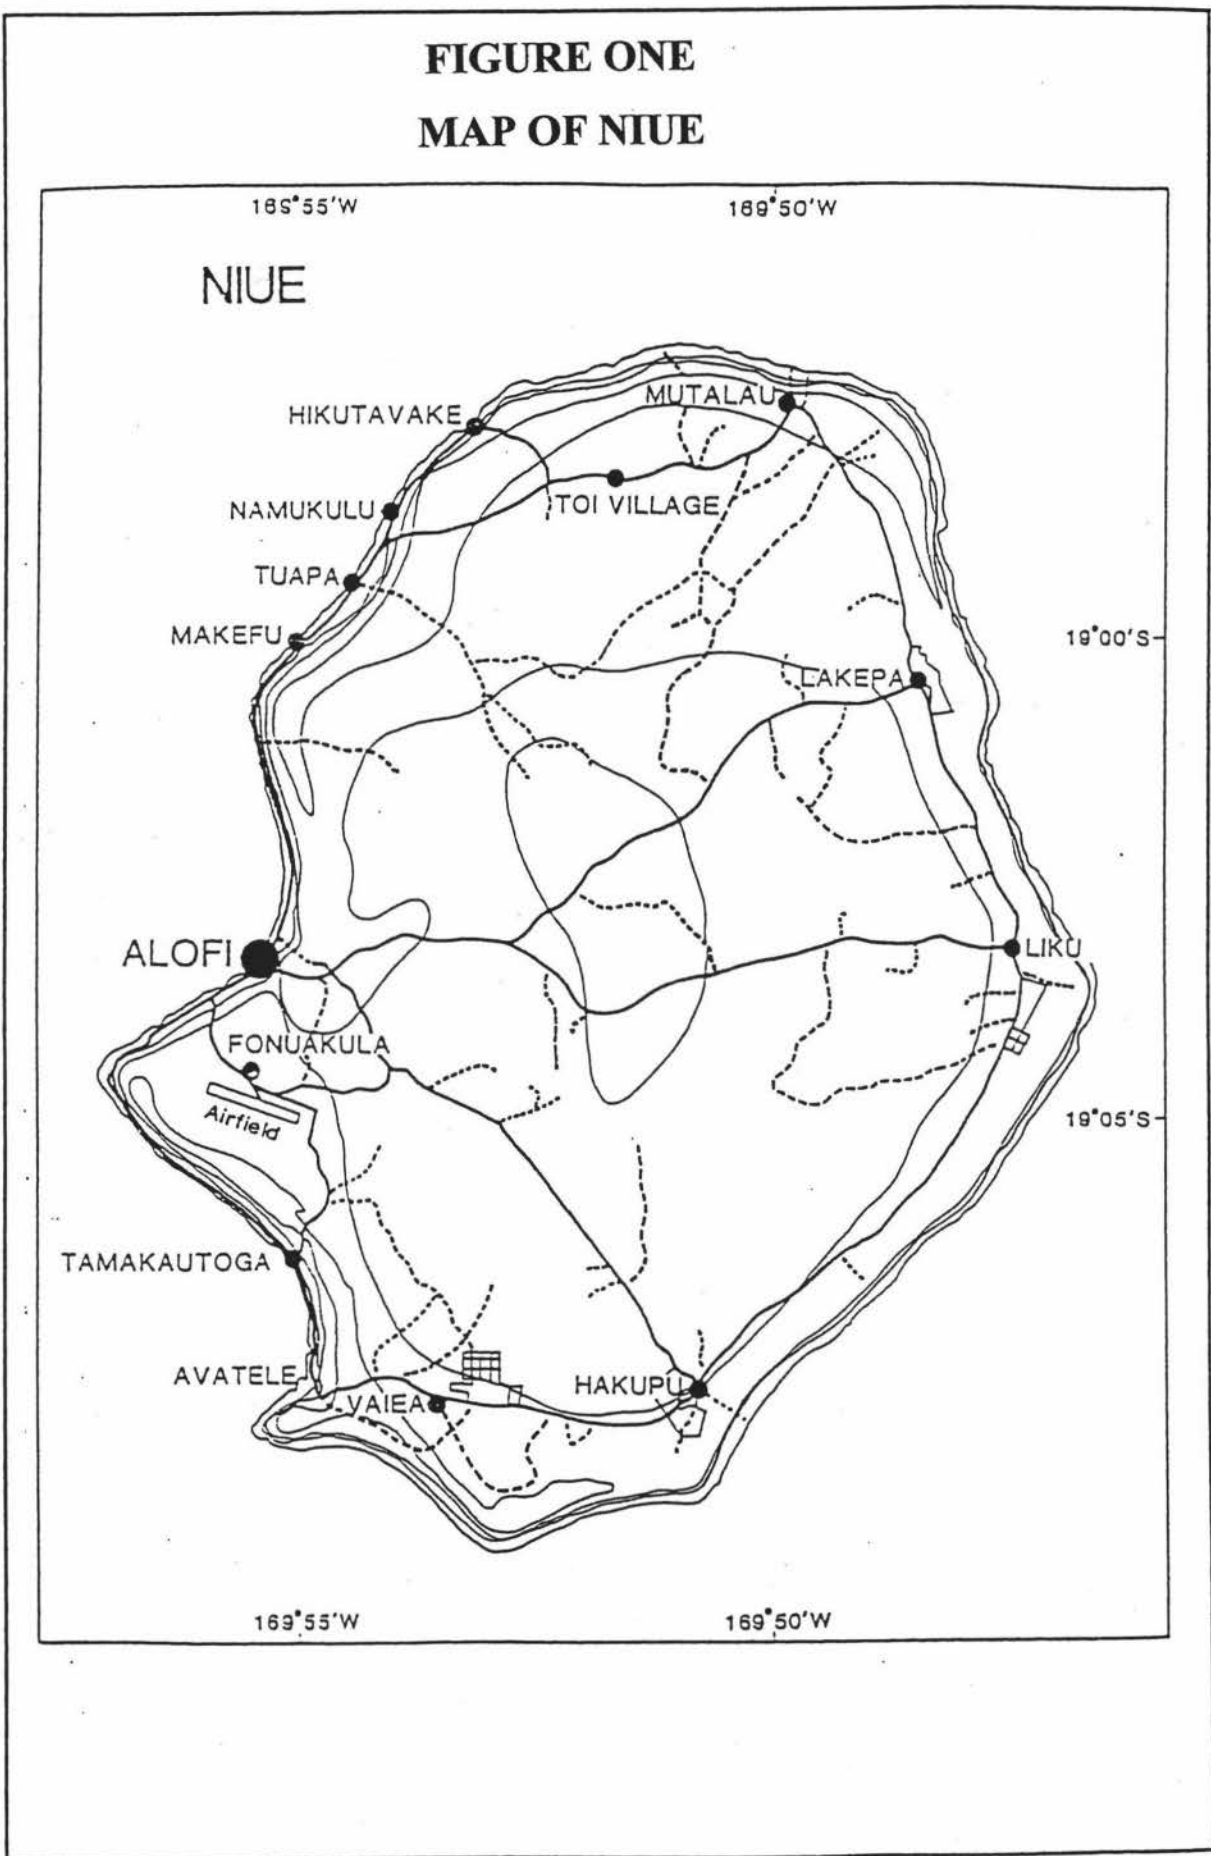 FIGURE ONE
MAP OF NIUE
169°55'W
169°50'W
NIUE
MUTALAU
HIKUTAVAKE
NAMUKULU
TOI VILLAGE
TUAPA
MAKEFU
19°00'S
LAKEPA
ALOFI
LIKU
FONUAKULA
Airfield
19°05'S
TAMAKAUTOGA
AVATELE
HAKUPU
VAIEA
169°55'W
169°50'W